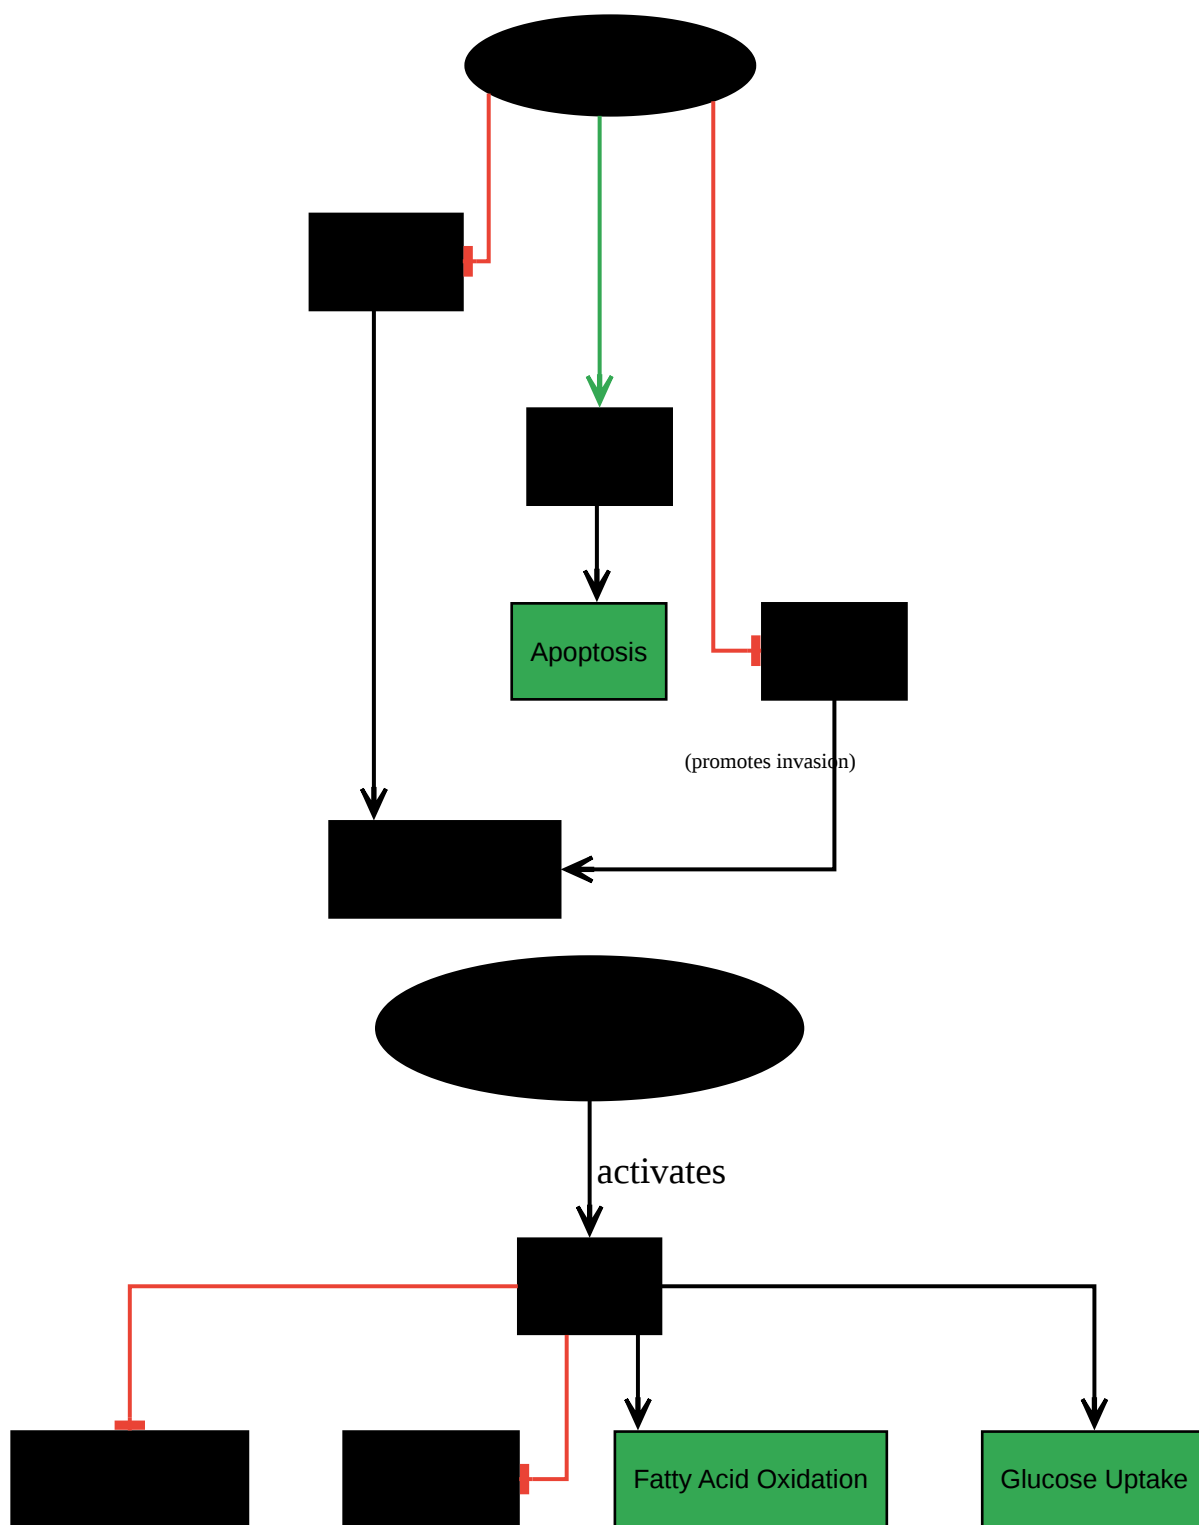 Apoptosis
(promotes invasion)
activates
Fatty Acid Oxidation
Glucose Uptake